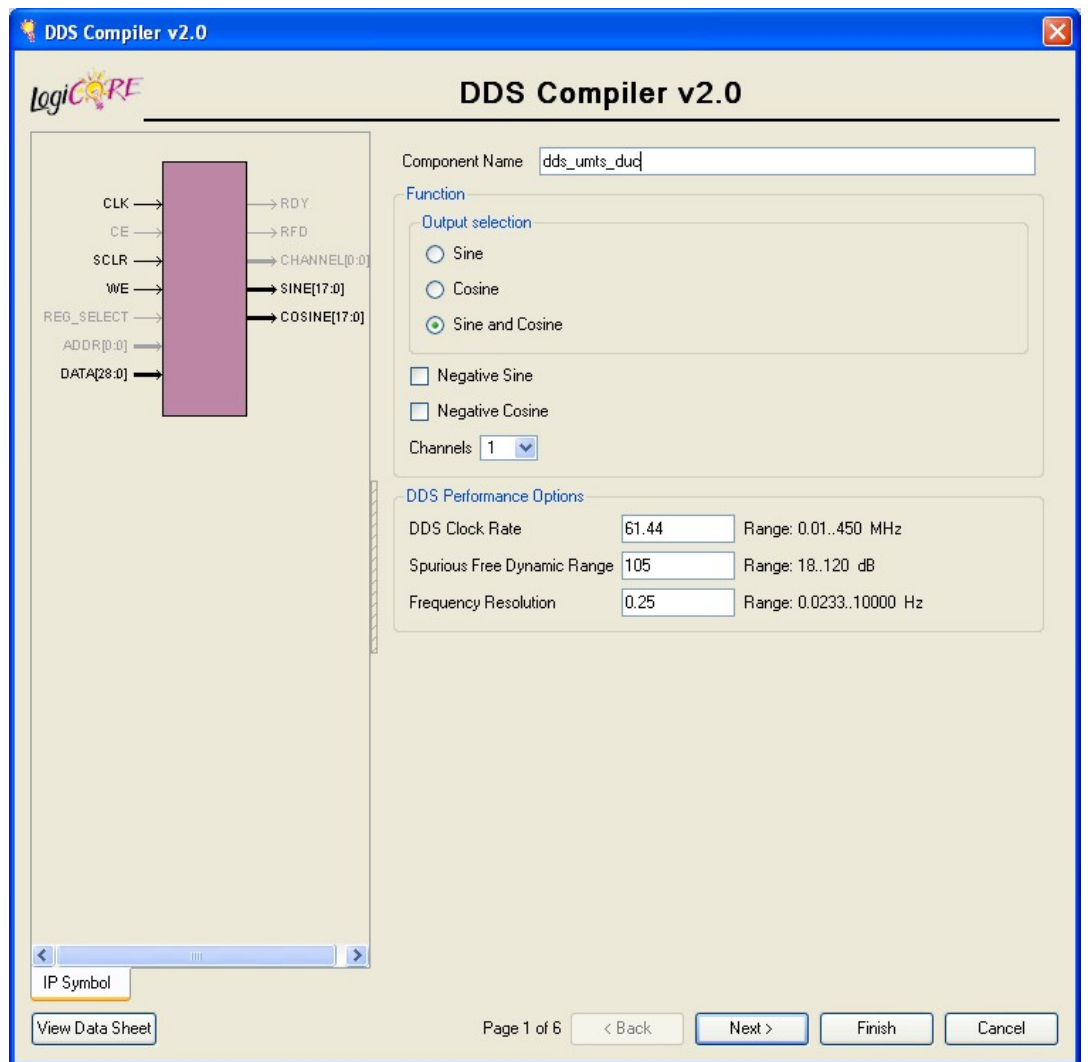 DDS Compiler v2.0
LogiCORE
DDS Compiler v2.0
CLK
CE
SCLR
WE
REG_SELECT
ADDR[0:0]
DATA[28:0]
RDY
RFD
CHANNEL[0:0]
SINE[17:0]
COSINE[17:0]
IP Symbol
View Data Sheet
Component Name dds_umts_duc
Function
Output selection
Sine
Cosine
Sine and Cosine
Negative Sine
Negative Cosine
Channels 1
DDS Performance Options
DDS Clock Rate 61.44 Range: 0.01..450 MHz
Spurious Free Dynamic Range 105 Range: 18..120 dB
Frequency Resolution 0.25 Range: 0.0233..10000 Hz
Page 1 of 6 < Back Next > Finish Cancel